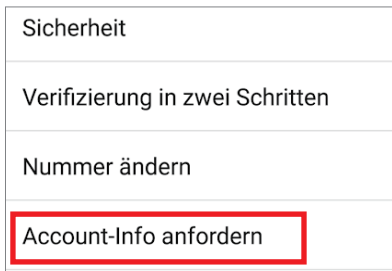 Sicherheit
Verifizierung in zwei Schritten
Nummer ändern
Account-Info anfordern